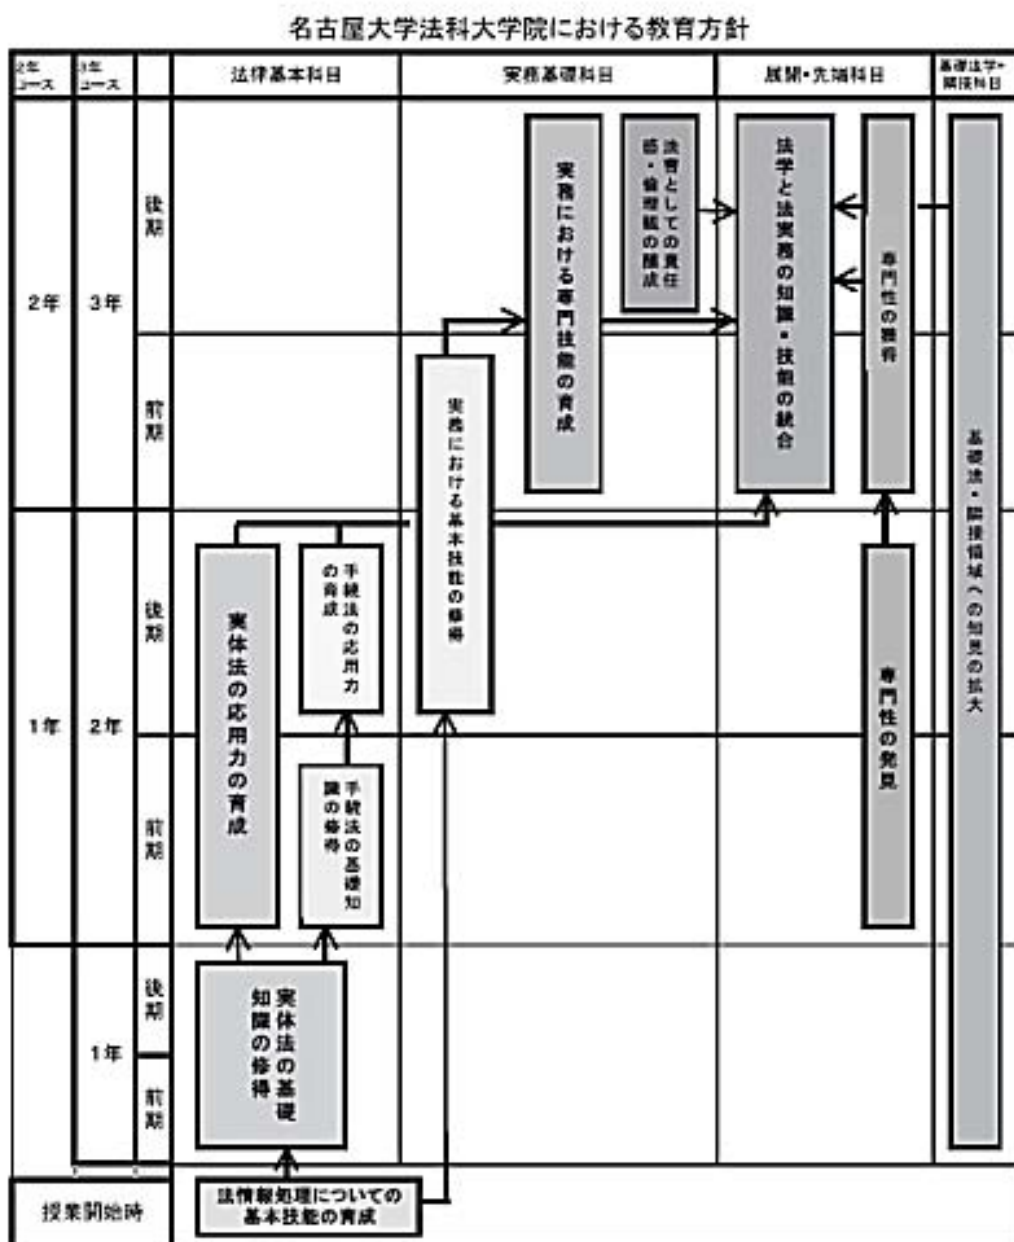 名古屋大学法科大学院における教育方針
2年
コース
3年
コース
法律基本科目
実務基礎科目
展開・先端科目
基礎法学・
隣接科目
2年
3年
後期
前期
実務における専門技能の育成
法曹としての責任
感・倫理観の醸成
法学と法実務の知識・技能の統合
専門性の獲得
基礎法・隣接領域への知見の拡大
実務における基本技能の修得
1年
2年
後期
前期
実体法の応用力の育成
手続法の応用力
の育成
手続法の基礎知
識の修得
専門性の発見
1年
後期
前期
実体法の基礎
知識の修得
授業開始時
法情報処理についての
基本技能の育成